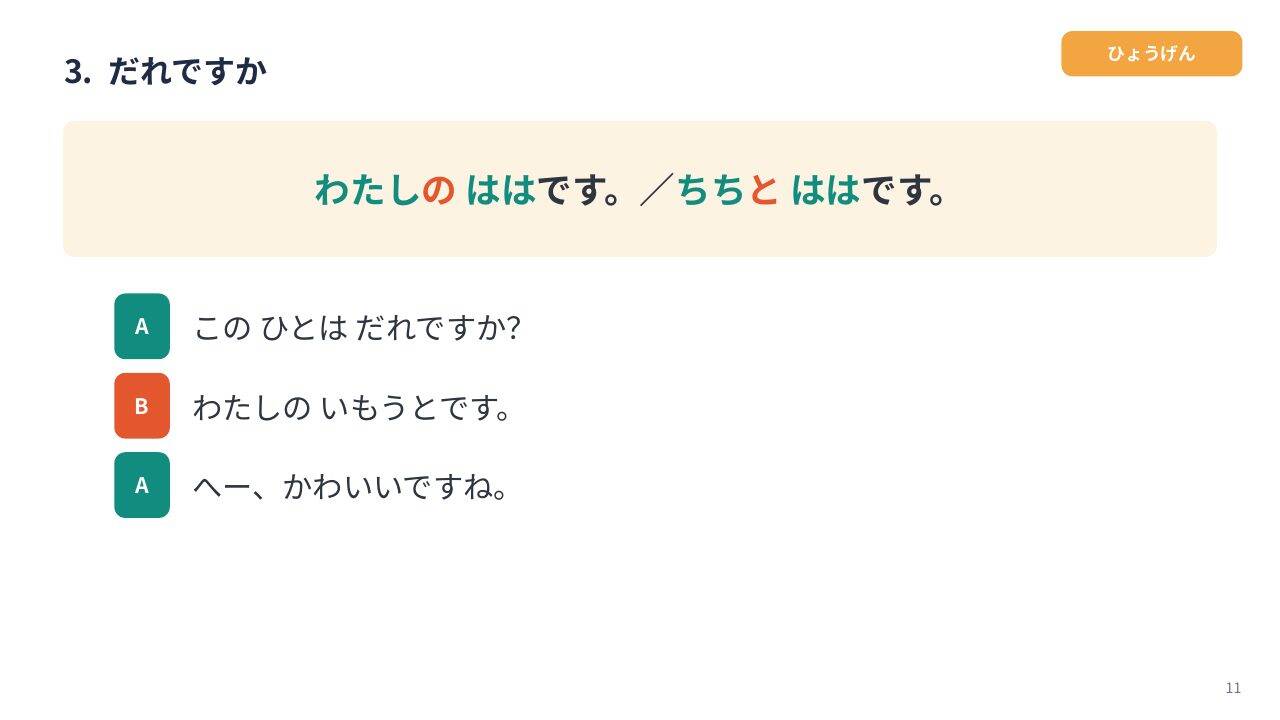 3. だれですか
ひょうげん
わたしの ははです。／ちちと ははです。
A
この ひとは だれですか?
B
わたしの いもうとです。
A
へー、かわいいですね。
11